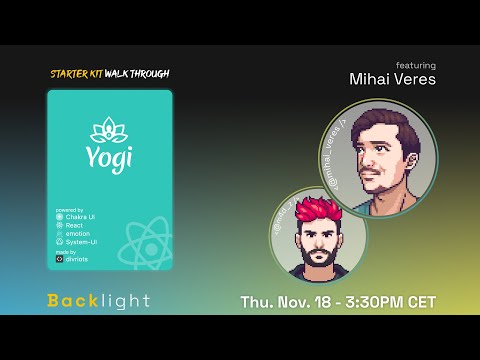 STARTER KIT WALK THROUGH
Yogi
powered by
Chakra UI
React
emotion
System-UI
made by
divriots
Backlight
featuring
Mihai Veres
<@mihai_veres />
Thu. Nov. 18 - 3:30PM CET